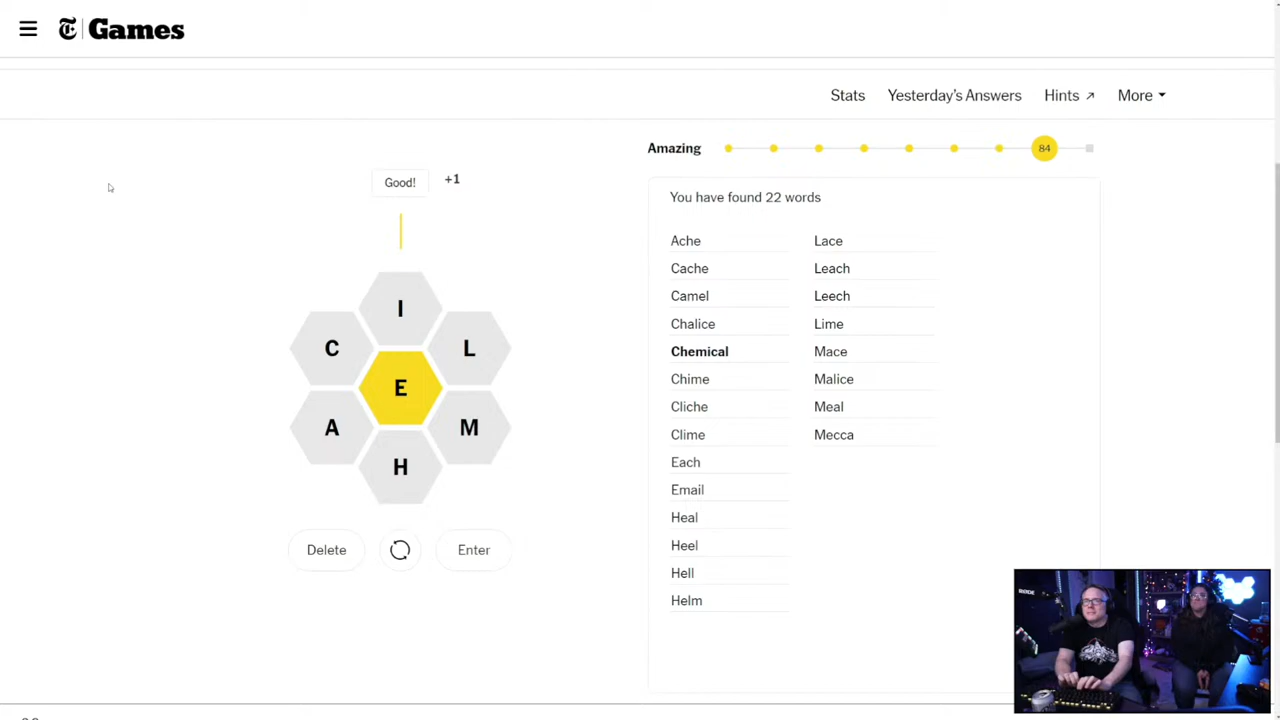 Games
Stats
Yesterday's Answers
Hints ↗
More
Amazing
84
Good!
+1
You have found 22 words
Ache
Cache
Camel
Chalice
Chemical
Chime
Cliche
Clime
Each
Email
Heal
Heel
Hell
Helm
Lace
Leach
Leech
Lime
Mace
Malice
Meal
Mecca
I
C
L
E
A
M
H
Delete
Enter
RØDE